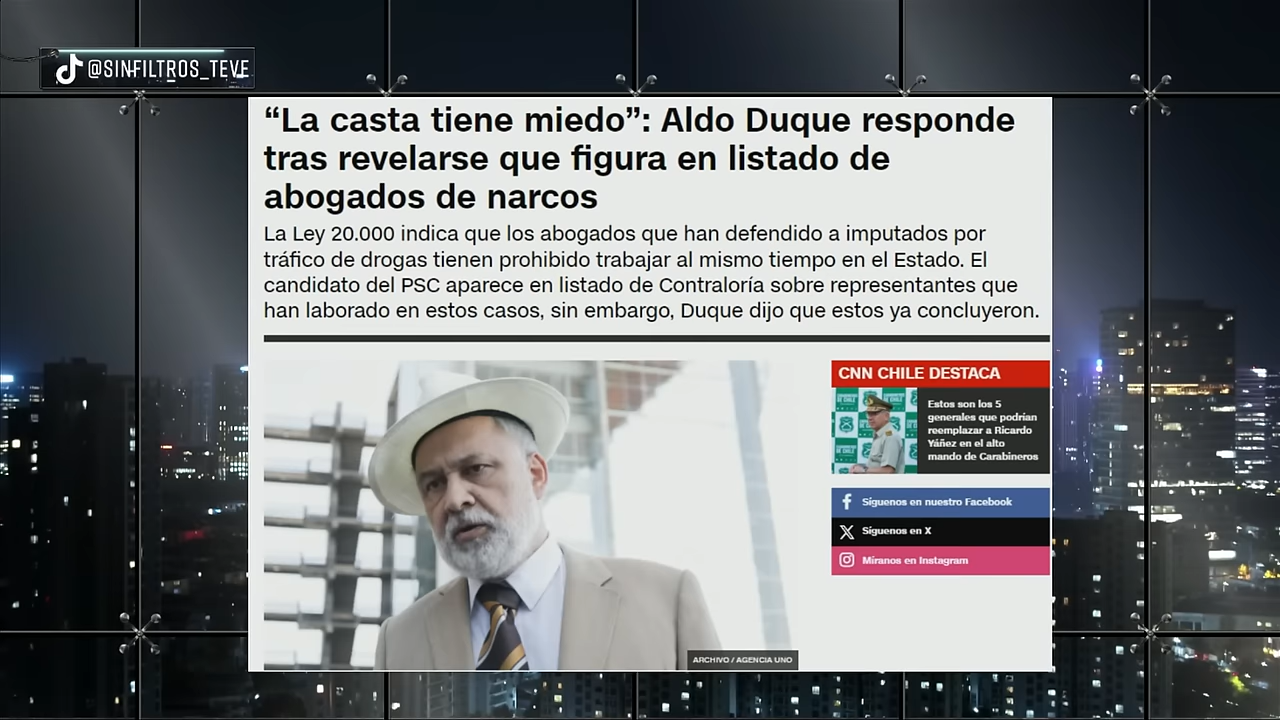 @SINFILTROS_TEVE
“La casta tiene miedo”: Aldo Duque responde
tras revelarse que figura en listado de
abogados de narcos
La Ley 20.000 indica que los abogados que han defendido a imputados por
tráfico de drogas tienen prohibido trabajar al mismo tiempo en el Estado. El
candidato del PSC aparece en listado de Contraloría sobre representantes que
han laborado en estos casos, sin embargo, Duque dijo que estos ya concluyeron.
CNN CHILE DESTACA
Estos son los 5
generales que podrían
reemplazar a Ricardo
Yáñez en el alto
mando de Carabineros
Síguenos en nuestro Facebook
Síguenos en X
Míranos en Instagram
ARCHIVO / AGENCIA UNO